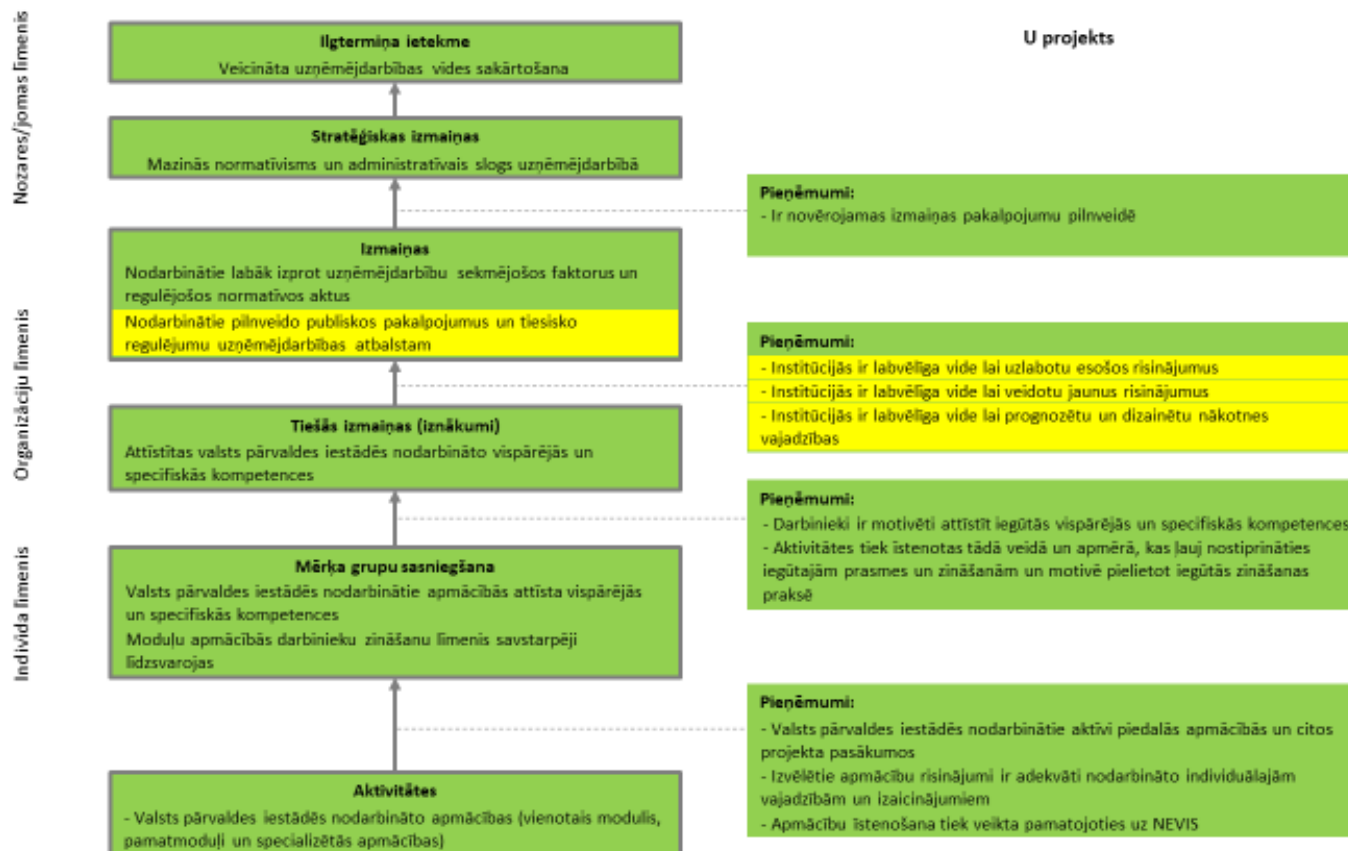 U projekts
Nozares/jomas līmenis
Ilgtermiņa ietekme
Veicināta uzņēmējdarbības vides sakārtošana
Stratēģiskas izmaiņas
Mazinās normatīvisms un administratīvais slogs uzņēmējdarbībā
Pieņēmumi:
- Ir novērojamas izmaiņas pakalpojumu pilnveidē
Organizāciju līmenis
Izmaiņas
Nodarbinātie labāk izprot uzņēmējdarbību sekmējošos faktorus un
regulējošos normatīvos aktus
Nodarbinātie pilnveido publiskos pakalpojumus un tiesisko
regulējumu uzņēmējdarbības atbalstam
Pieņēmumi:
- Institūcijās ir labvēlīga vide lai uzlabotu esošos risinājumus
- Institūcijās ir labvēlīga vide lai veidotu jaunus risinājumus
- Institūcijās ir labvēlīga vide lai prognozētu un dizainētu nākotnes
vajadzības
Tiešās izmaiņas (iznākumi)
Attīstītas valsts pārvaldes iestādēs nodarbināto vispārējās un
specifiskās kompetences
Pieņēmumi:
- Darbinieki ir motivēti attīstīt iegūtās vispārējās un specifiskās kompetences
- Aktivitātes tiek īstenotas tādā veidā un apmērā, kas ļauj nostiprināties
iegūtajām prasmes un zināšanām un motivē pielietot iegūtās zināšanas
praksē
Indivīda līmenis
Mērķa grupu sasniegšana
Valsts pārvaldes iestādēs nodarbinātie apmācībās attīsta vispārējās
un specifiskās kompetences
Moduļu apmācībās darbinieku zināšanu līmenis savstarpēji
līdzsvarojas
Pieņēmumi:
- Valsts pārvaldes iestādēs nodarbinātie aktīvi piedalās apmācībās un citos
projekta pasākumos
- Izvēlētie apmācību risinājumi ir adekvāti nodarbināto individuālajām
vajadzībām un izaicinājumiem
- Apmācību īstenošana tiek veikta pamatojoties uz NEVIS
Aktivitātes
- Valsts pārvaldes iestādēs nodarbināto apmācības (vienotais modulis,
pamatmoduļi un specializētās apmācības)